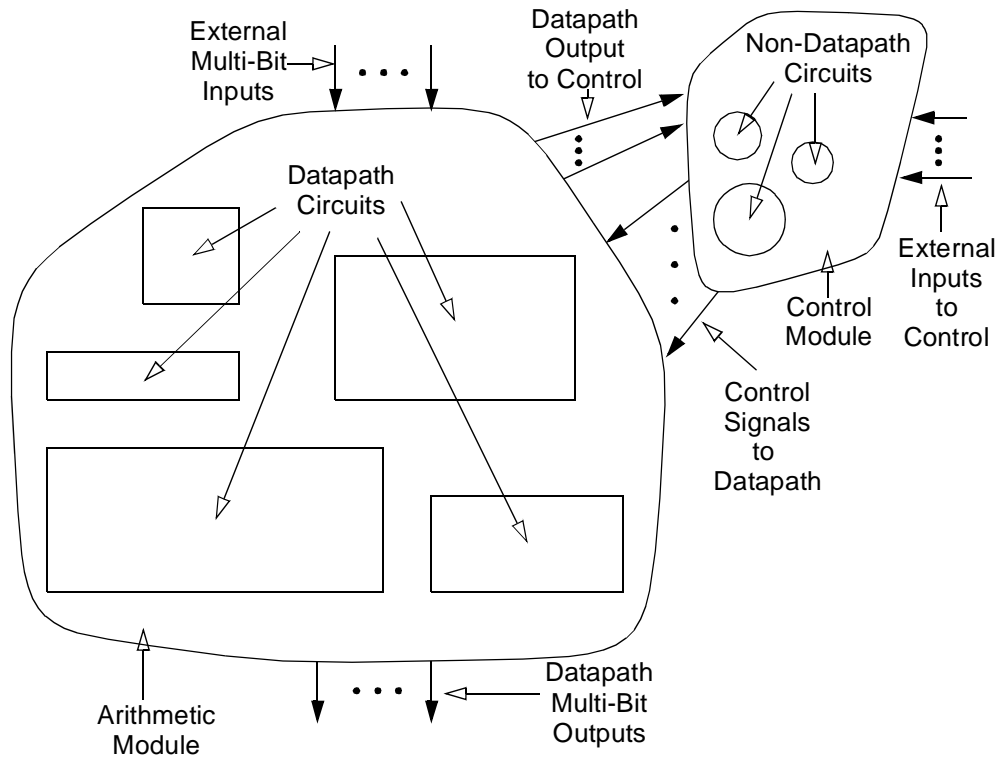 External
Multi-Bit
Inputs
Datapath
Output
to Control
Non-Datapath
Circuits
Datapath
Circuits
External
Inputs
to
Control
Control
Module
Control
Signals
to
Datapath
Arithmetic
Module
Datapath
Multi-Bit
Outputs